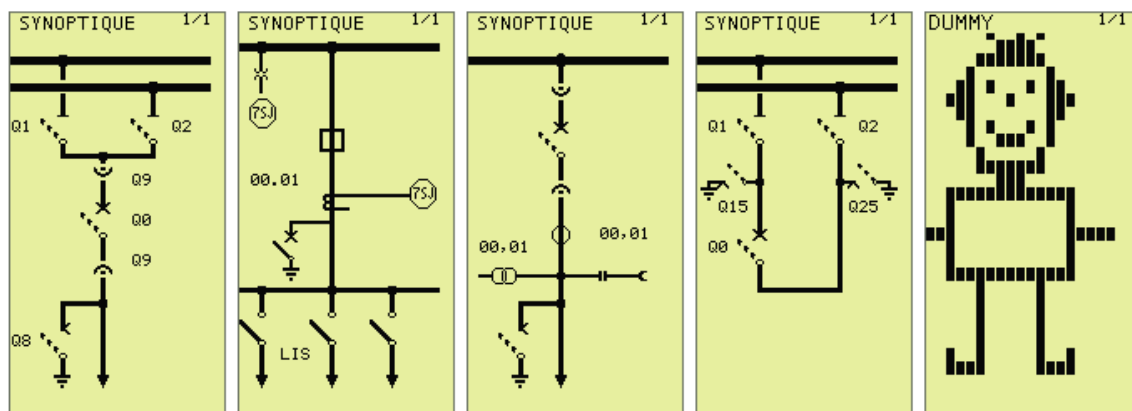 SYNOPTIQUE 1/1
Q1
Q2
Q9
Q0
Q9
Q8
SYNOPTIQUE 1/1
7SJ
00.01
7SJ
LIS
SYNOPTIQUE 1/1
00,01
00,01
SYNOPTIQUE 1/1
Q1
Q2
Q15
Q25
Q0
DUMMY 1/1